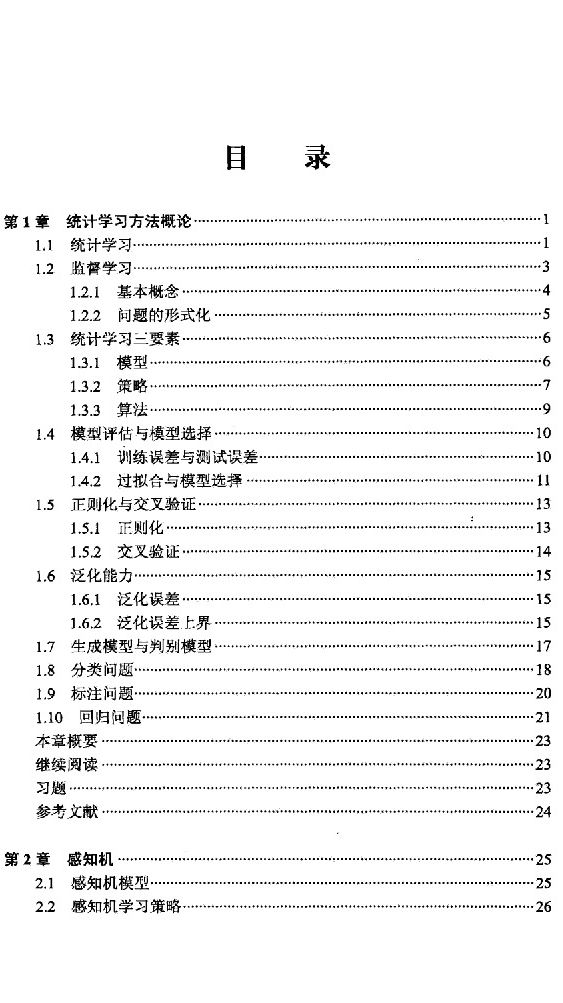 目 录
第 1 章 统计学习方法概论……1
1.1 统计学习……1
1.2 监督学习……3
1.2.1 基本概念……4
1.2.2 问题的形式化……5
1.3 统计学习三要素……6
1.3.1 模型……6
1.3.2 策略……7
1.3.3 算法……9
1.4 模型评估与模型选择……10
1.4.1 训练误差与测试误差……10
1.4.2 过拟合与模型选择……11
1.5 正则化与交叉验证……13
1.5.1 正则化……13
1.5.2 交叉验证……14
1.6 泛化能力……15
1.6.1 泛化误差……15
1.6.2 泛化误差上界……15
1.7 生成模型与判别模型……17
1.8 分类问题……18
1.9 标注问题……20
1.10 回归问题……21
本章概要……23
继续阅读……23
习题……23
参考文献……24
第 2 章 感知机……25
2.1 感知机模型……25
2.2 感知机学习策略……26